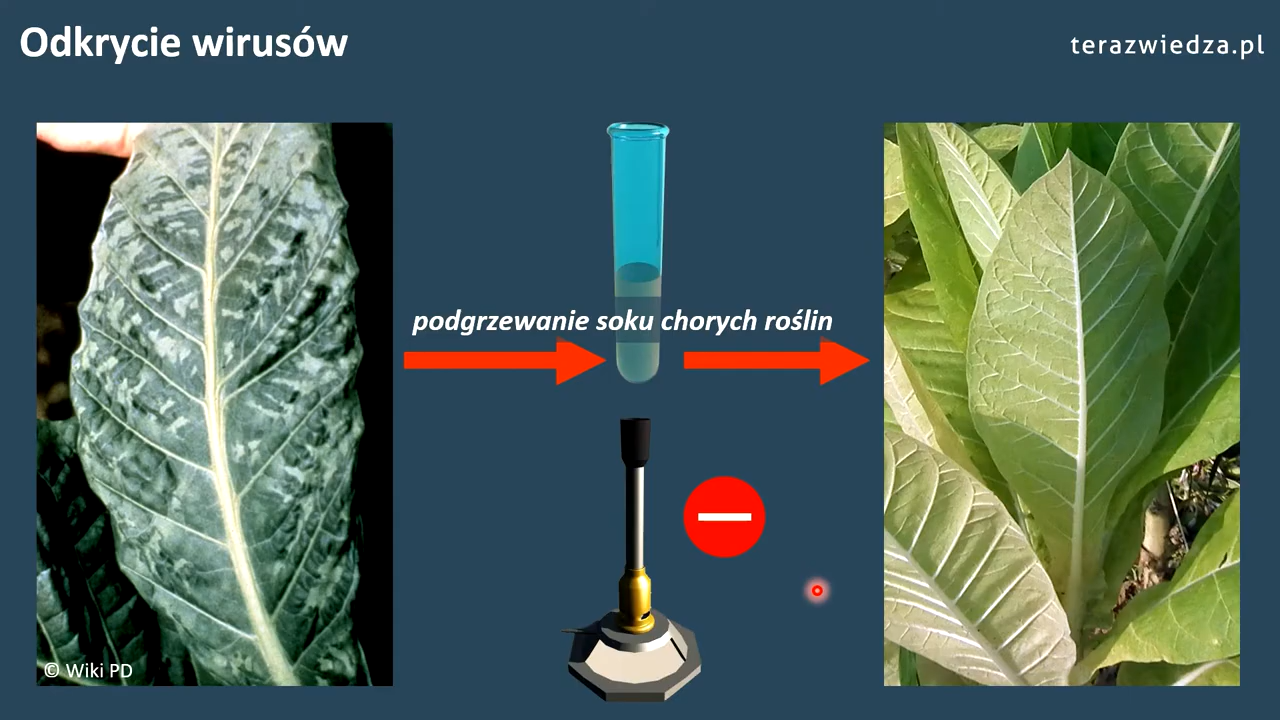 Odkrycie wirusów
terazwiedza.pl
podgrzewanie soku chorych roślin
© Wiki PD